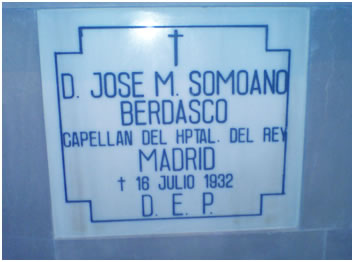 D. JOSE M. SOMOANO
BERDASCO
CAPELLAN DEL HPTAL. DEL REY
MADRID
† 16 JULIO 1932
D. E. P.